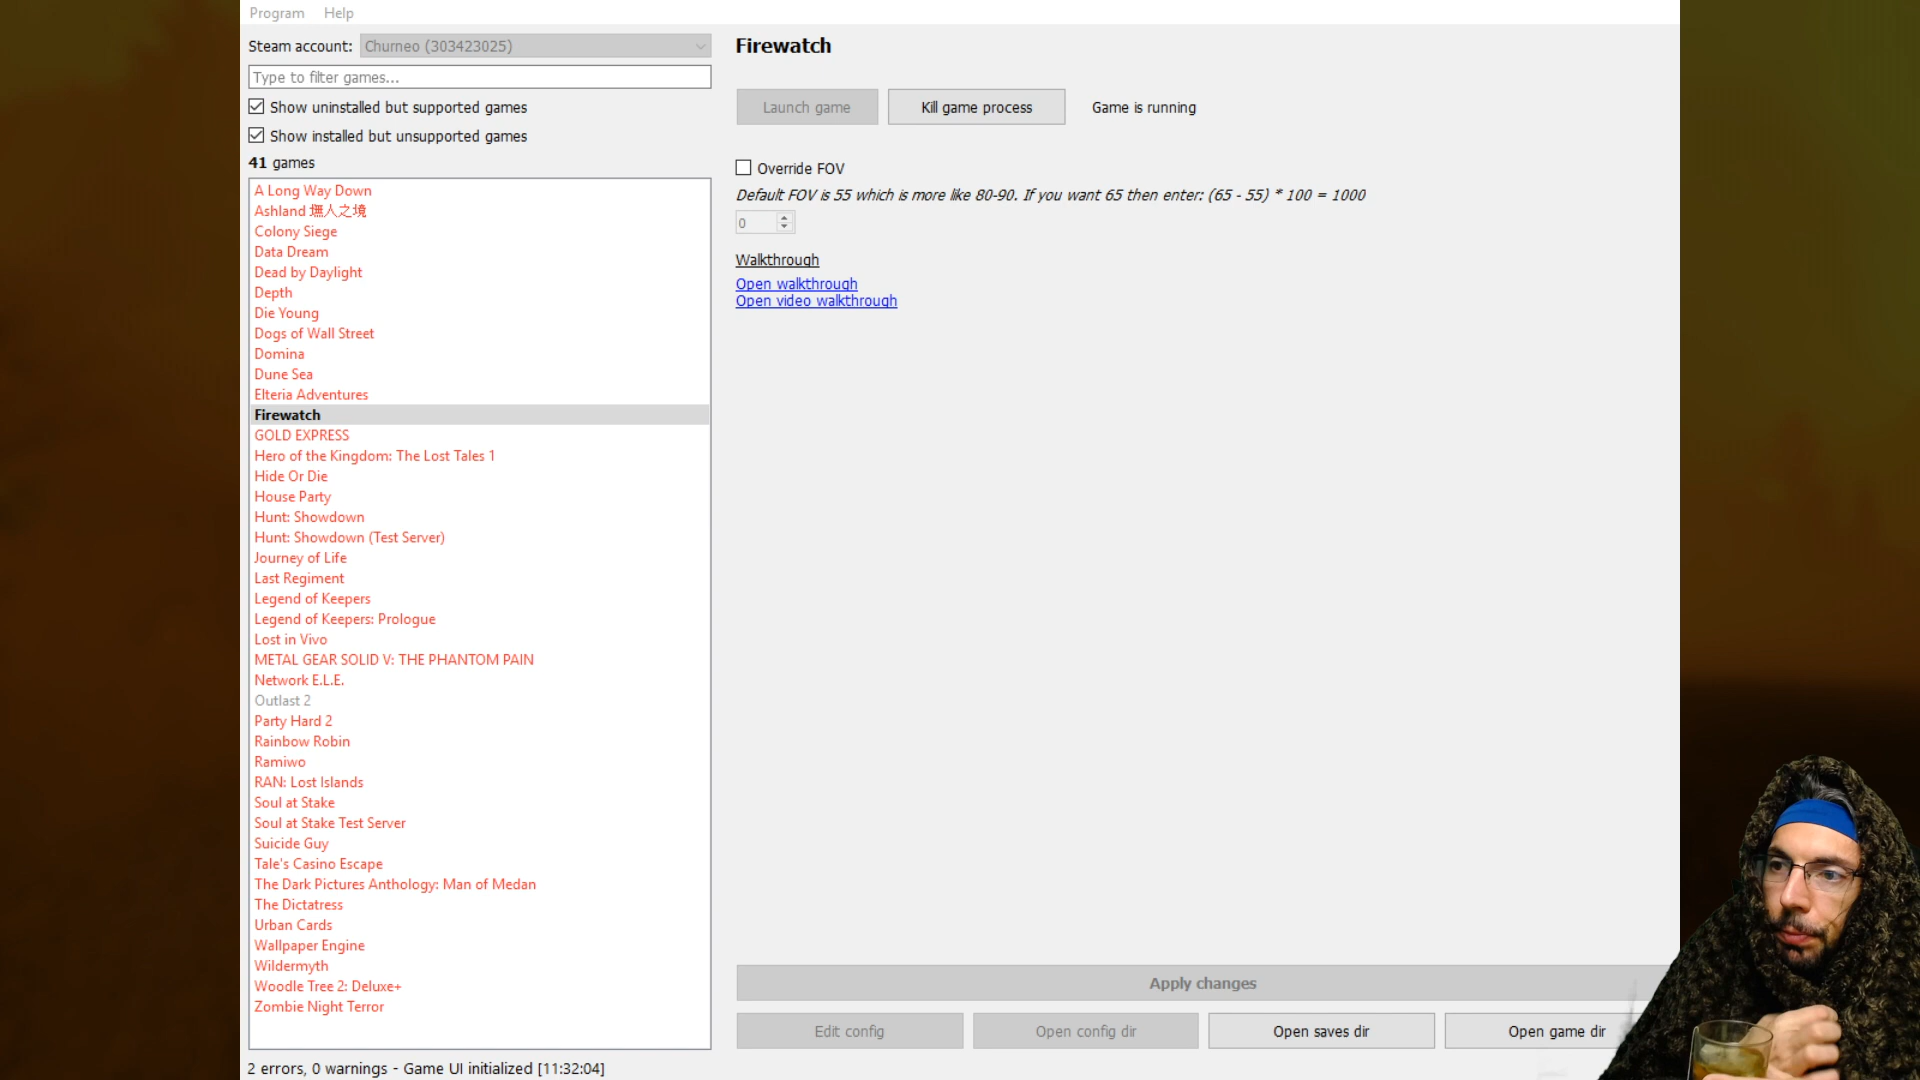 Program Help
Steam account: Churneo (303423025)
Type to filter games...
Show uninstalled but supported games
Show installed but unsupported games
41 games
A Long Way Down
Ashland 墲人之境
Colony Siege
Data Dream
Dead by Daylight
Depth
Die Young
Dogs of Wall Street
Domina
Dune Sea
Elteria Adventures
Firewatch
GOLD EXPRESS
Hero of the Kingdom: The Lost Tales 1
Hide Or Die
House Party
Hunt: Showdown
Hunt: Showdown (Test Server)
Journey of Life
Last Regiment
Legend of Keepers
Legend of Keepers: Prologue
Lost in Vivo
METAL GEAR SOLID V: THE PHANTOM PAIN
Network E.L.E.
Outlast 2
Party Hard 2
Rainbow Robin
Ramiwo
RAN: Lost Islands
Soul at Stake
Soul at Stake Test Server
Suicide Guy
Tale's Casino Escape
The Dark Pictures Anthology: Man of Medan
The Dictatress
Urban Cards
Wallpaper Engine
Wildermyth
Woodle Tree 2: Deluxe+
Zombie Night Terror
2 errors, 0 warnings - Game UI initialized [11:32:04]
Firewatch
Launch game Kill game process Game is running
Override FOV
Default FOV is 55 which is more like 80-90. If you want 65 then enter: (65 - 55) * 100 = 1000
0
Walkthrough
Open walkthrough
Open video walkthrough
Apply changes
Edit config Open config dir Open saves dir Open game dir